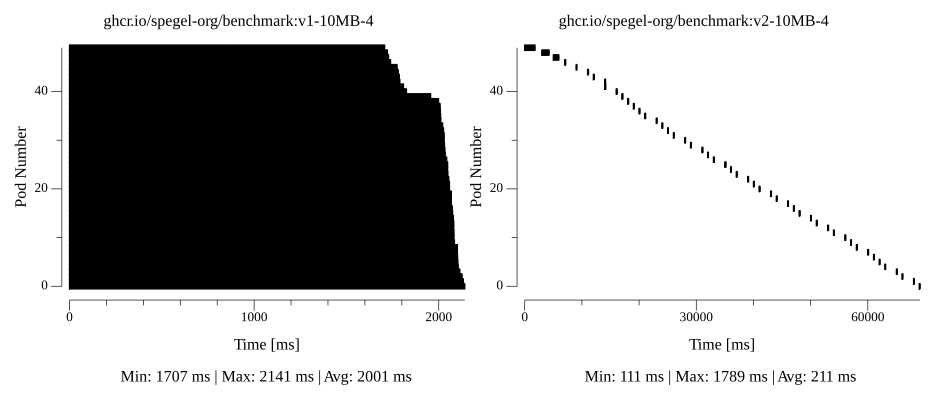 ghcr.io/spegel-org/benchmark:v1-10MB-4
Pod Number
40
20
0
0 1000 2000
Time [ms]
Min: 1707 ms | Max: 2141 ms | Avg: 2001 ms
ghcr.io/spegel-org/benchmark:v2-10MB-4
Pod Number
40
20
0
0 30000 60000
Time [ms]
Min: 111 ms | Max: 1789 ms | Avg: 211 ms